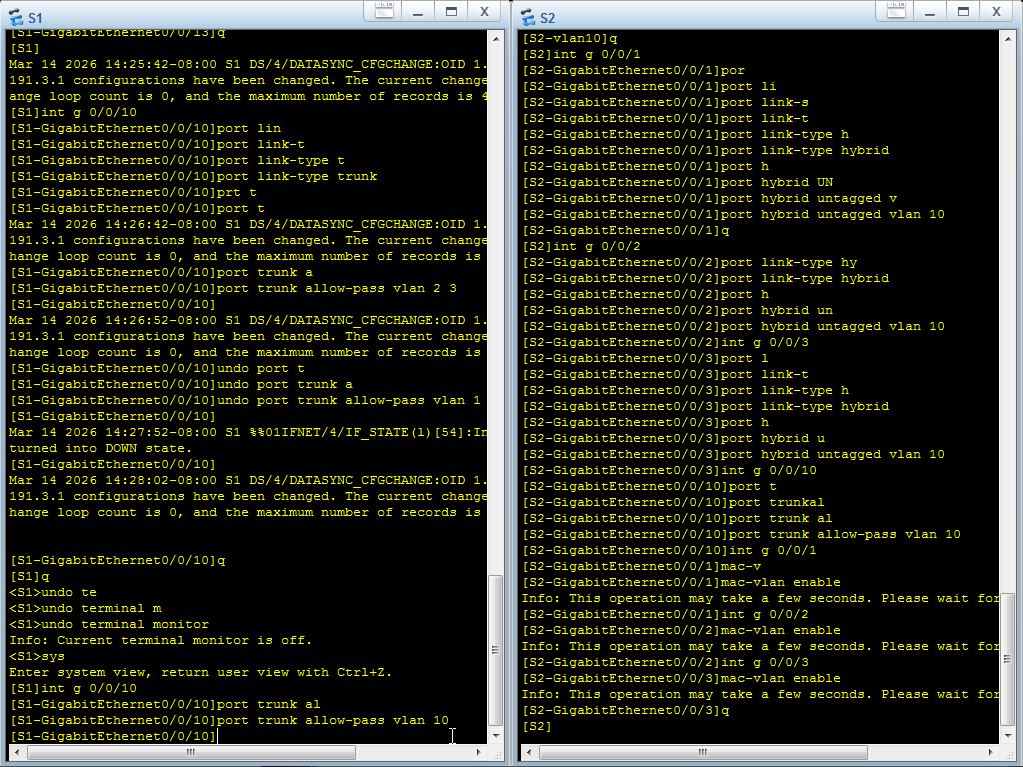 S1
[S1-GigabitEthernet0/0/13]q
[S1]
Mar 14 2026 14:25:42-08:00 S1 DS/4/DATASYNC_CFGCHANGE:OID 1.
191.3.1 configurations have been changed. The current change
ange loop count is 0, and the maximum number of records is 4
[S1]int g 0/0/10
[S1-GigabitEthernet0/0/10]port lin
[S1-GigabitEthernet0/0/10]port link-t
[S1-GigabitEthernet0/0/10]port link-type t
[S1-GigabitEthernet0/0/10]port link-type trunk
[S1-GigabitEthernet0/0/10]prt t
[S1-GigabitEthernet0/0/10]port t
Mar 14 2026 14:26:42-08:00 S1 DS/4/DATASYNC_CFGCHANGE:OID 1.
191.3.1 configurations have been changed. The current change
hange loop count is 0, and the maximum number of records is
[S1-GigabitEthernet0/0/10]port trunk a
[S1-GigabitEthernet0/0/10]port trunk allow-pass vlan 2 3
[S1-GigabitEthernet0/0/10]
Mar 14 2026 14:26:52-08:00 S1 DS/4/DATASYNC_CFGCHANGE:OID 1.
191.3.1 configurations have been changed. The current change
hange loop count is 0, and the maximum number of records is
[S1-GigabitEthernet0/0/10]undo port t
[S1-GigabitEthernet0/0/10]undo port trunk a
[S1-GigabitEthernet0/0/10]undo port trunk allow-pass vlan 1
[S1-GigabitEthernet0/0/10]
Mar 14 2026 14:27:52-08:00 S1 %%01IFNET/4/IF_STATE(l)[54]:In
turned into DOWN state.
[S1-GigabitEthernet0/0/10]
Mar 14 2026 14:28:02-08:00 S1 DS/4/DATASYNC_CFGCHANGE:OID 1.
191.3.1 configurations have been changed. The current change
hange loop count is 0, and the maximum number of records is
[S1-GigabitEthernet0/0/10]q
[S1]q
<S1>undo te
<S1>undo terminal m
<S1>undo terminal monitor
Info: Current terminal monitor is off.
<S1>sys
Enter system view, return user view with Ctrl+Z.
[S1]int g 0/0/10
[S1-GigabitEthernet0/0/10]port trunk al
[S1-GigabitEthernet0/0/10]port trunk allow-pass vlan 10
[S1-GigabitEthernet0/0/10]
S2
[S2-vlan10]q
[S2]int g 0/0/1
[S2-GigabitEthernet0/0/1]por
[S2-GigabitEthernet0/0/1]port li
[S2-GigabitEthernet0/0/1]port link-s
[S2-GigabitEthernet0/0/1]port link-t
[S2-GigabitEthernet0/0/1]port link-type h
[S2-GigabitEthernet0/0/1]port link-type hybrid
[S2-GigabitEthernet0/0/1]port h
[S2-GigabitEthernet0/0/1]port hybrid UN
[S2-GigabitEthernet0/0/1]port hybrid untagged v
[S2-GigabitEthernet0/0/1]port hybrid untagged vlan 10
[S2-GigabitEthernet0/0/1]q
[S2]int g 0/0/2
[S2-GigabitEthernet0/0/2]port link-type hy
[S2-GigabitEthernet0/0/2]port link-type hybrid
[S2-GigabitEthernet0/0/2]port h
[S2-GigabitEthernet0/0/2]port hybrid un
[S2-GigabitEthernet0/0/2]port hybrid untagged vlan 10
[S2-GigabitEthernet0/0/2]int g 0/0/3
[S2-GigabitEthernet0/0/3]port l
[S2-GigabitEthernet0/0/3]port link-t
[S2-GigabitEthernet0/0/3]port link-type h
[S2-GigabitEthernet0/0/3]port link-type hybrid
[S2-GigabitEthernet0/0/3]port h
[S2-GigabitEthernet0/0/3]port hybrid u
[S2-GigabitEthernet0/0/3]port hybrid untagged vlan 10
[S2-GigabitEthernet0/0/3]int g 0/0/10
[S2-GigabitEthernet0/0/10]port t
[S2-GigabitEthernet0/0/10]port trunkal
[S2-GigabitEthernet0/0/10]port trunk al
[S2-GigabitEthernet0/0/10]port trunk allow-pass vlan 10
[S2-GigabitEthernet0/0/10]int g 0/0/1
[S2-GigabitEthernet0/0/1]mac-v
[S2-GigabitEthernet0/0/1]mac-vlan enable
Info: This operation may take a few seconds. Please wait for
[S2-GigabitEthernet0/0/1]int g 0/0/2
[S2-GigabitEthernet0/0/2]mac-vlan enable
Info: This operation may take a few seconds. Please wait for
[S2-GigabitEthernet0/0/2]int g 0/0/3
[S2-GigabitEthernet0/0/3]mac-vlan enable
Info: This operation may take a few seconds. Please wait for
[S2-GigabitEthernet0/0/3]q
[S2]